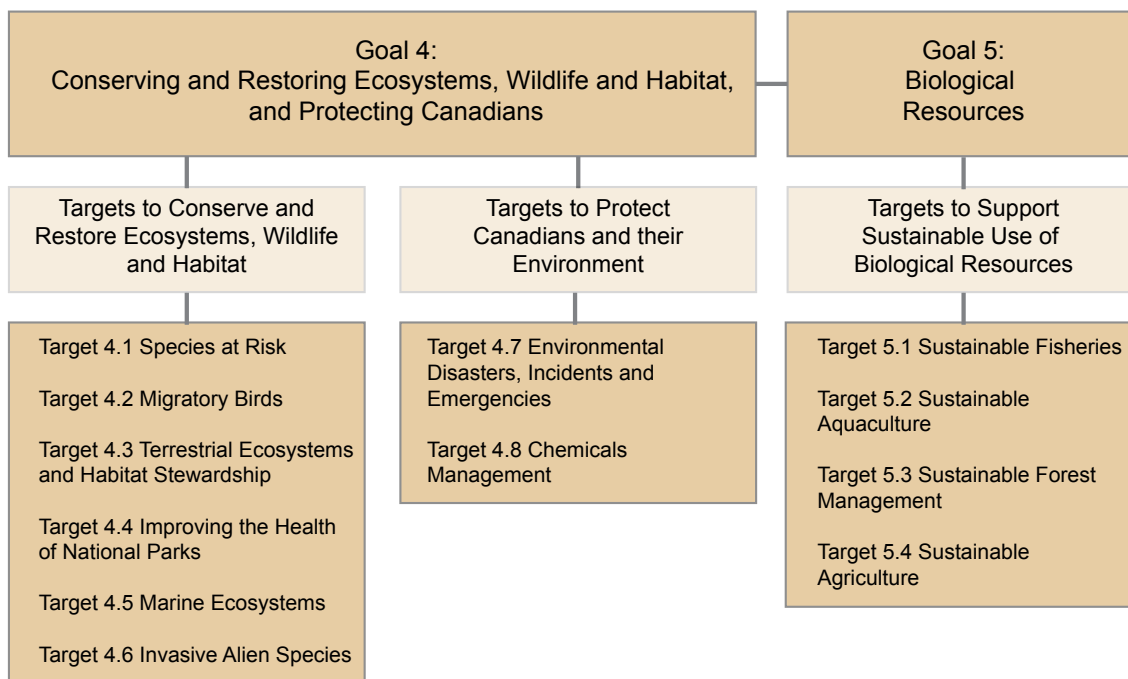 Goal 4:
Conserving and Restoring Ecosystems, Wildlife and Habitat,
and Protecting Canadians
Goal 5:
Biological
Resources
Targets to Conserve and
Restore Ecosystems, Wildlife
and Habitat
Targets to Protect
Canadians and their
Environment
Targets to Support
Sustainable Use of
Biological Resources
Target 4.1 Species at Risk
Target 4.2 Migratory Birds
Target 4.3 Terrestrial Ecosystems
and Habitat Stewardship
Target 4.4 Improving the Health
of National Parks
Target 4.5 Marine Ecosystems
Target 4.6 Invasive Alien Species
Target 4.7 Environmental
Disasters, Incidents and
Emergencies
Target 4.8 Chemicals
Management
Target 5.1 Sustainable Fisheries
Target 5.2 Sustainable
Aquaculture
Target 5.3 Sustainable Forest
Management
Target 5.4 Sustainable
Agriculture